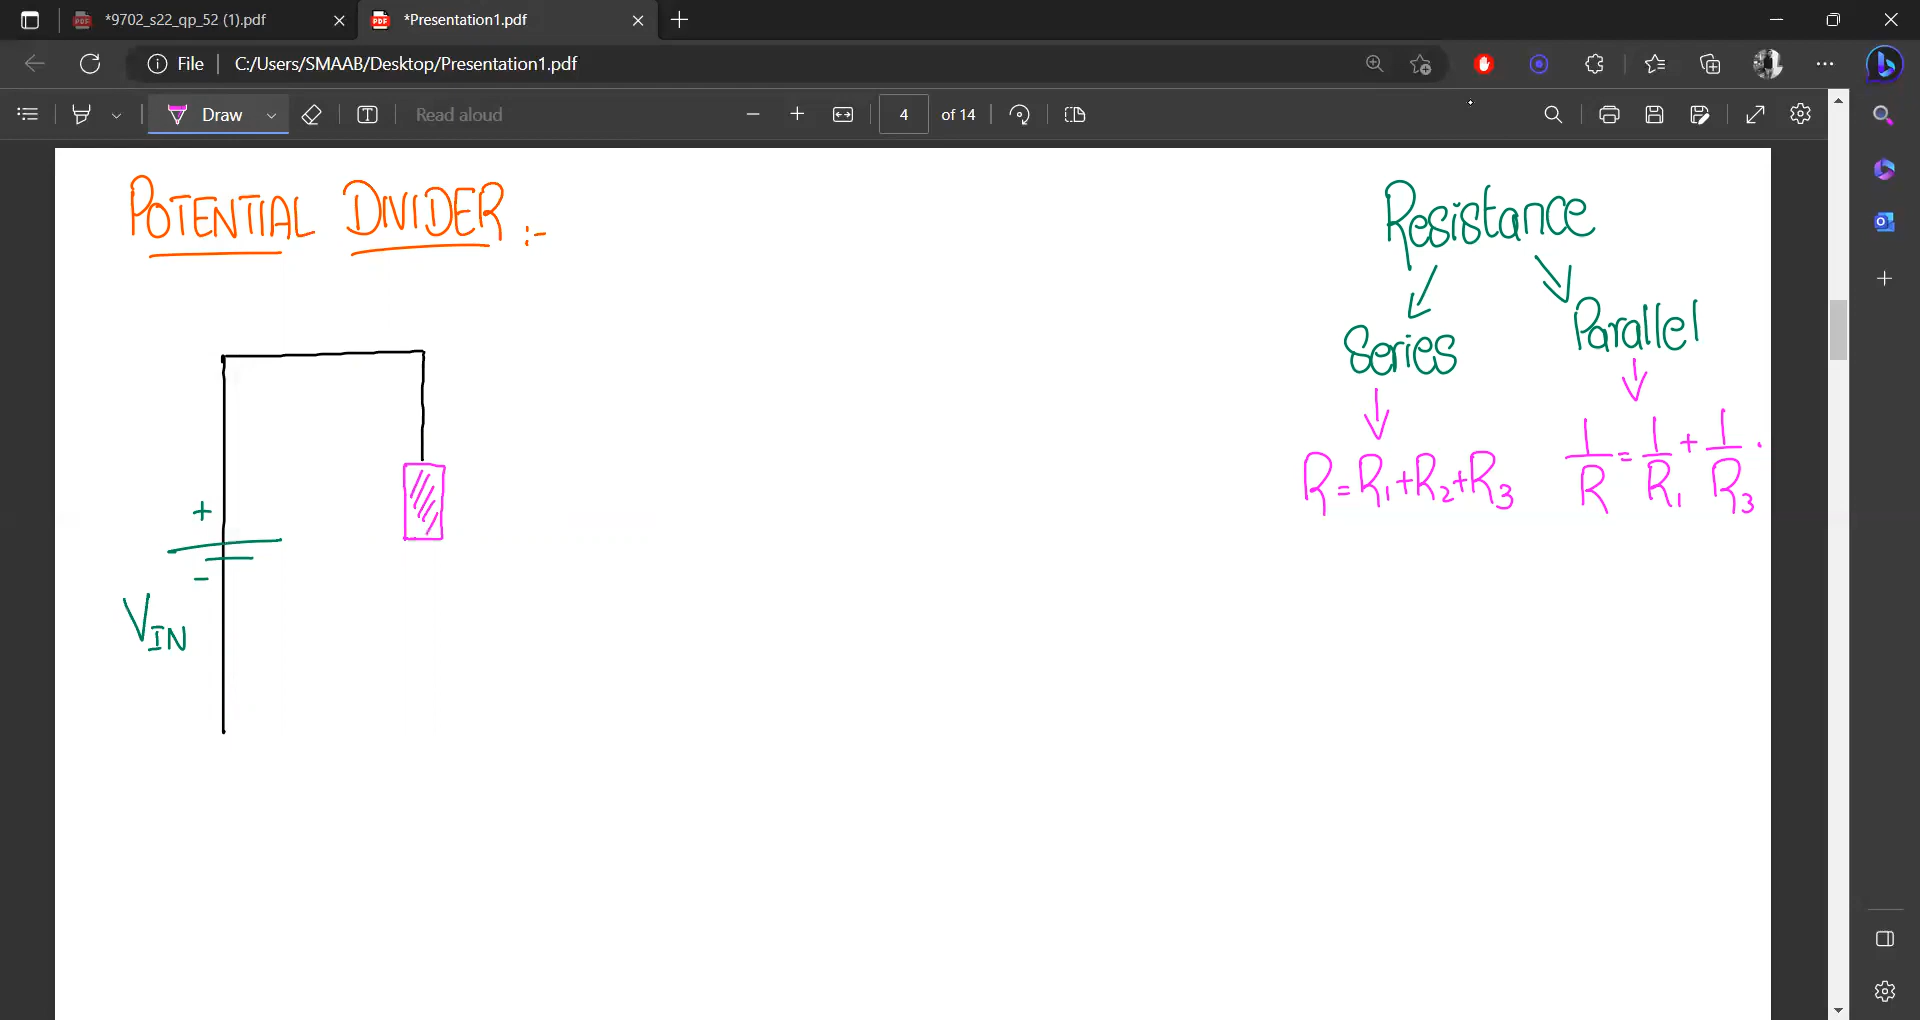 *9702_s22_qp_52 (1).pdf
*Presentation1.pdf
File | C:/Users/SMAAB/Desktop/Presentation1.pdf
Draw
Read aloud
4 of 14
POTENTIAL DIVIDER :-
Resistance
Series
Parallel
R = R₁ + R₂ + R₃
1/R = 1/R₁ + 1/R₃ .
+
-
VIN